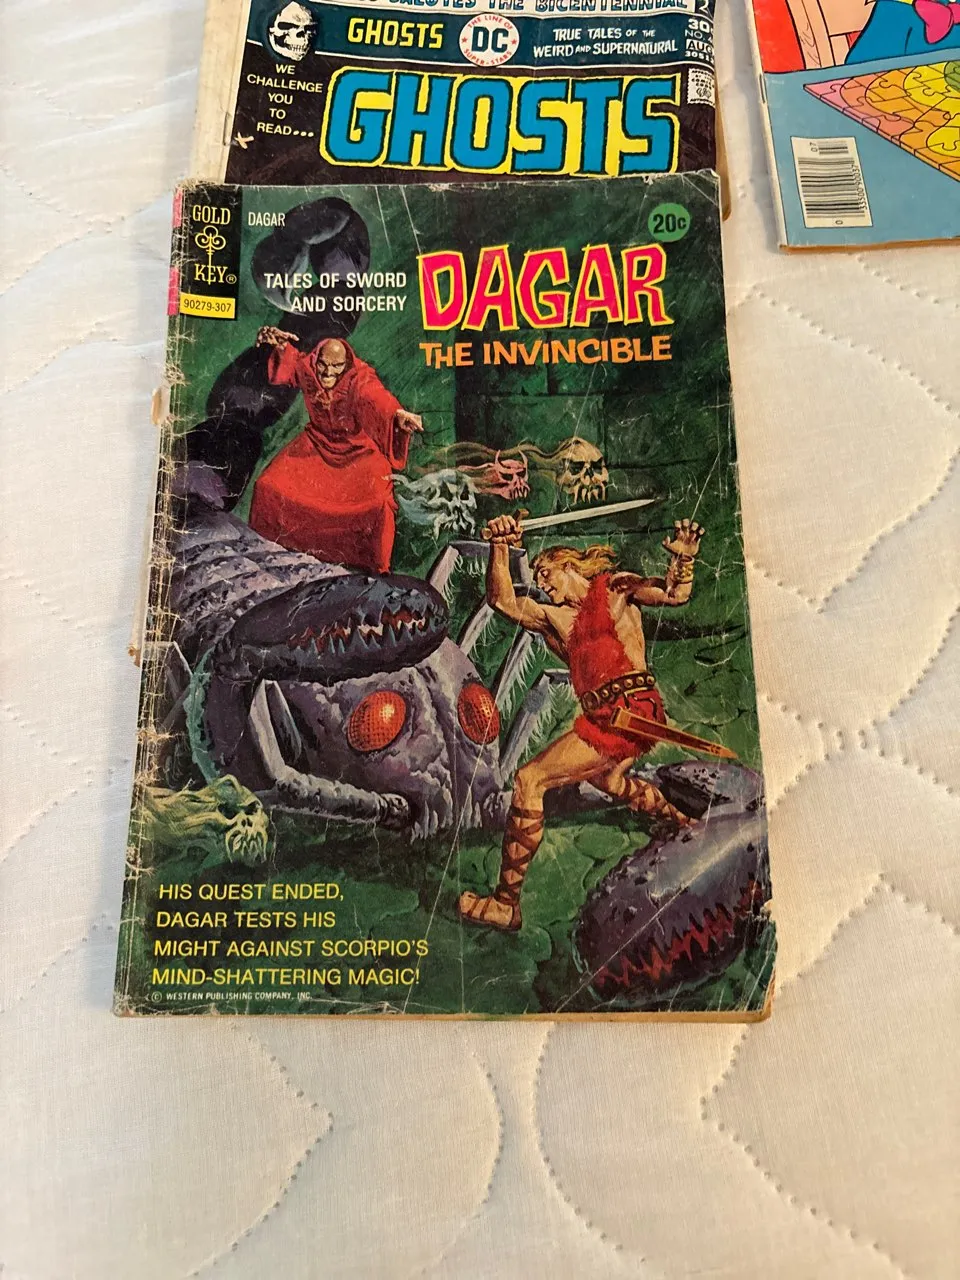 SALUTES THE BICENTENNIAL
GHOSTS
THE LINE OF
DC
SUPER-STARS
TRUE TALES OF THE
WEIRD AND SUPERNATURAL
30
AUG
WE
CHALLENGE
YOU
TO
READ...
GHOSTS
07
GOLD
KEY®
DAGAR
20¢
90279-307
TALES OF SWORD
AND SORCERY
DAGAR
THE INVINCIBLE
HIS QUEST ENDED,
DAGAR TESTS HIS
MIGHT AGAINST SCORPIO'S
MIND-SHATTERING MAGIC!
© WESTERN PUBLISHING COMPANY, INC.